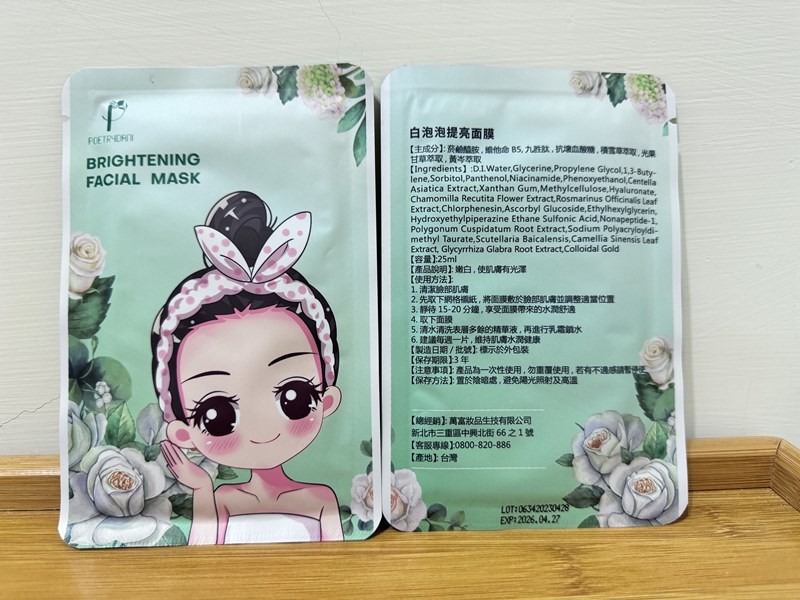 POETRYDANI
BRIGHTENING
FACIAL MASK
白泡泡提亮面膜
【主成分】: 菸鹼醯胺, 維他命 B5, 九胜肽, 抗壞血酸醣, 積雪草萃取, 光果
甘草萃取, 黃岑萃取
【Ingredients】:D.I.Water,Glycerine,Propylene Glycol,1,3-Buty-
lene,Sorbitol,Panthenol,Niacinamide,Phenoxyethanol,Centella
Asiatica Extract,Xanthan Gum,Methylcellulose,Hyaluronate,
Chamomilla Recutita Flower Extract,Rosmarinus Officinalis Leaf
Extract,Chlorphenesin,Ascorbyl Glucoside,Ethylhexylglycerin,
Hydroxyethylpiperazine Ethane Sulfonic Acid,Nonapeptide-1,
Polygonum Cuspidatum Root Extract,Sodium Polyacryloyldi-
methyl Taurate,Scutellaria Baicalensis,Camellia Sinensis Leaf
Extract, Glycyrrhiza Glabra Root Extract,Colloidal Gold
【容量】:25ml
【產品說明】: 嫩白, 使肌膚有光澤
【使用方法】:
1. 清潔臉部肌膚
2. 先取下網格襯紙, 將面膜敷於臉部肌膚並調整適當位置
3. 靜待 15-20 分鐘, 享受面膜帶來的水潤舒適
4. 取下面膜
5. 清水清洗表層多餘的精華液, 再進行乳霜鎖水
6. 建議每週一片, 維持肌膚水潤健康
【製造日期 / 批號】: 標示於外包裝
【保存期限】:3 年
【注意事項】: 產品為一次性使用, 勿重覆使用, 若有不適感請暫停使
【保存方法】: 置於陰暗處, 避免陽光照射及高溫
【總經銷】: 萬富妝品生技有限公司
新北市三重區中興北街 66 之 1 號
【客服專線】:0800-820-886
【產地】: 台灣
LOT:063420230428
EXP:2026.04.27